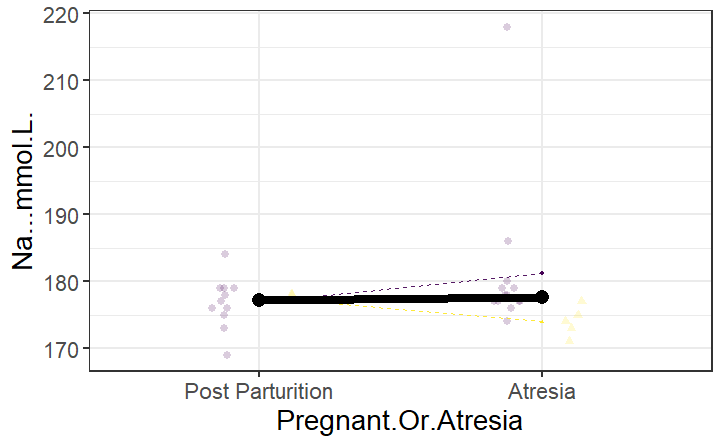 220
210
200
190
180
170
Na...mmol.L.
Post Parturition
Atresia
Pregnant.Or.Atresia